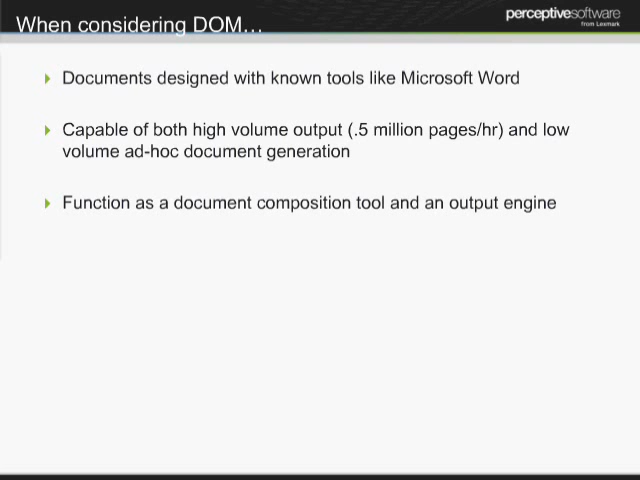 When considering DOM...
perceptivesoftware
from Lexmark
Documents designed with known tools like Microsoft Word
Capable of both high volume output (.5 million pages/hr) and low
volume ad-hoc document generation
Function as a document composition tool and an output engine